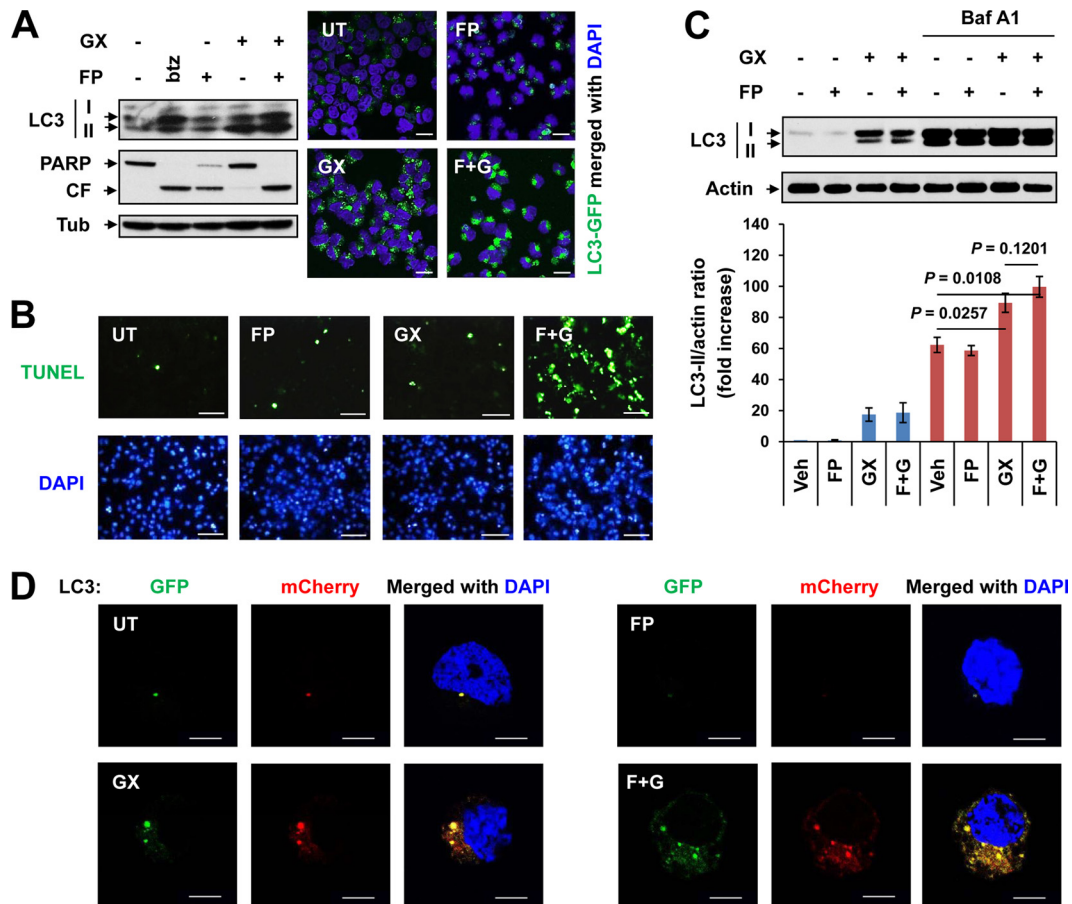 A
GX - - - + +
FP - btz + - +
LC3 I
II
PARP
CF
Tub
UT FP
GX F+G
LC3-GFP merged with DAPI
B
UT FP GX F+G
TUNEL
DAPI
C
Baf A1
GX - - + + - - + +
FP - + - + - + - +
LC3 I
II
Actin
LC3-II/actin ratio
(fold increase)
140
120
100
80
60
40
20
0
P = 0.1201
P = 0.0108
P = 0.0257
Veh FP GX F+G Veh FP GX F+G
D
LC3: GFP mCherry Merged with DAPI GFP mCherry Merged with DAPI
UT FP
GX F+G